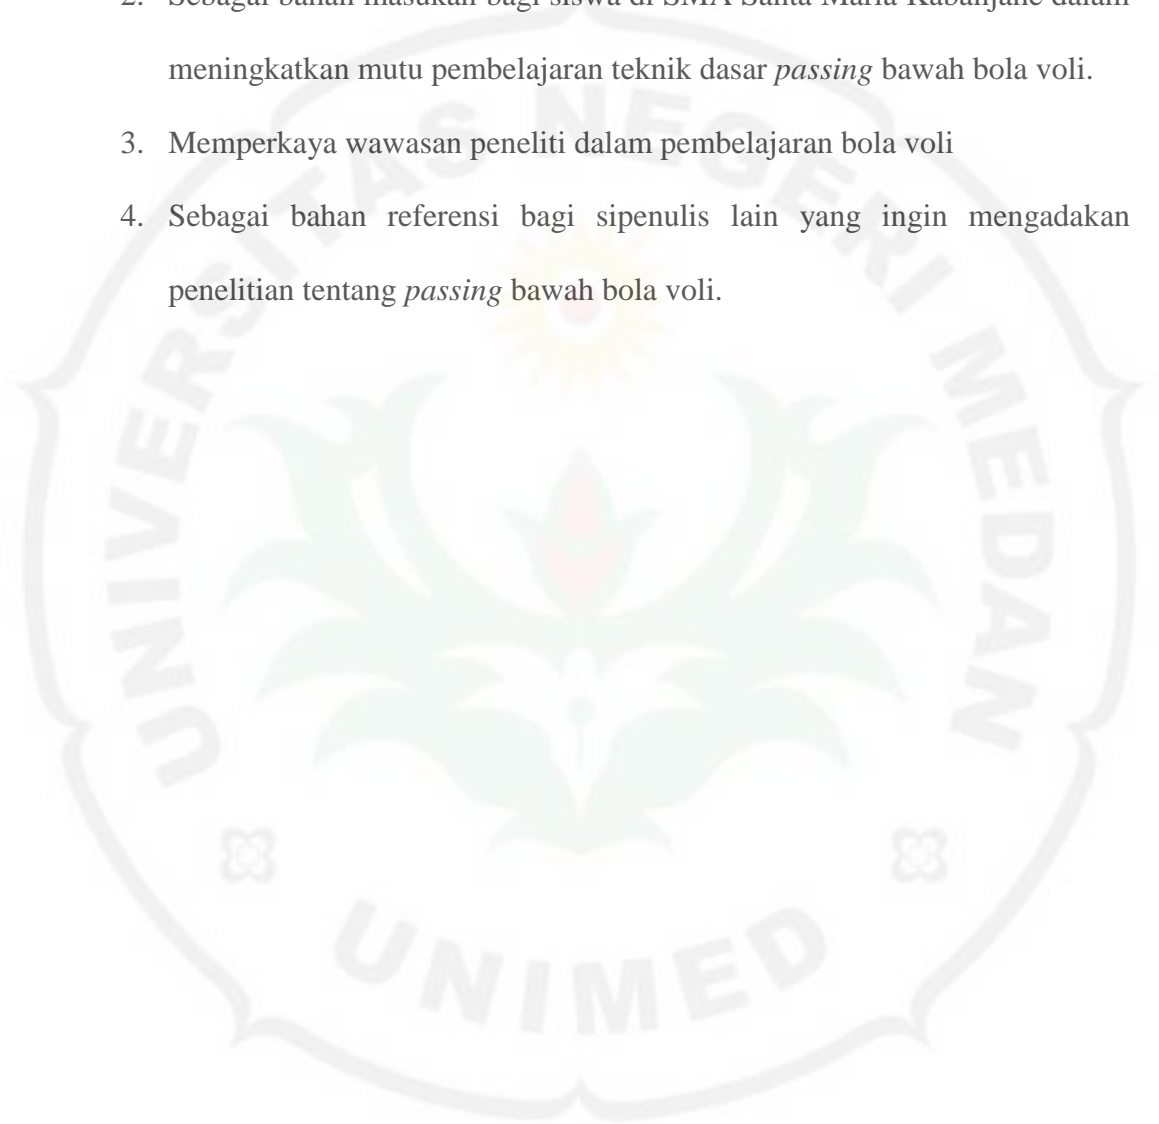 2. Sebagai bahan masukan bagi siswa di SMA Santa Maria Kabanjahe dalam
meningkatkan mutu pembelajaran teknik dasar passing bawah bola voli.
3. Memperkaya wawasan peneliti dalam pembelajaran bola voli
4. Sebagai bahan referensi bagi sipenulis lain yang ingin mengadakan
penelitian tentang passing bawah bola voli.
UNIVERSITAS NEGERI MEDAN
UNIMED